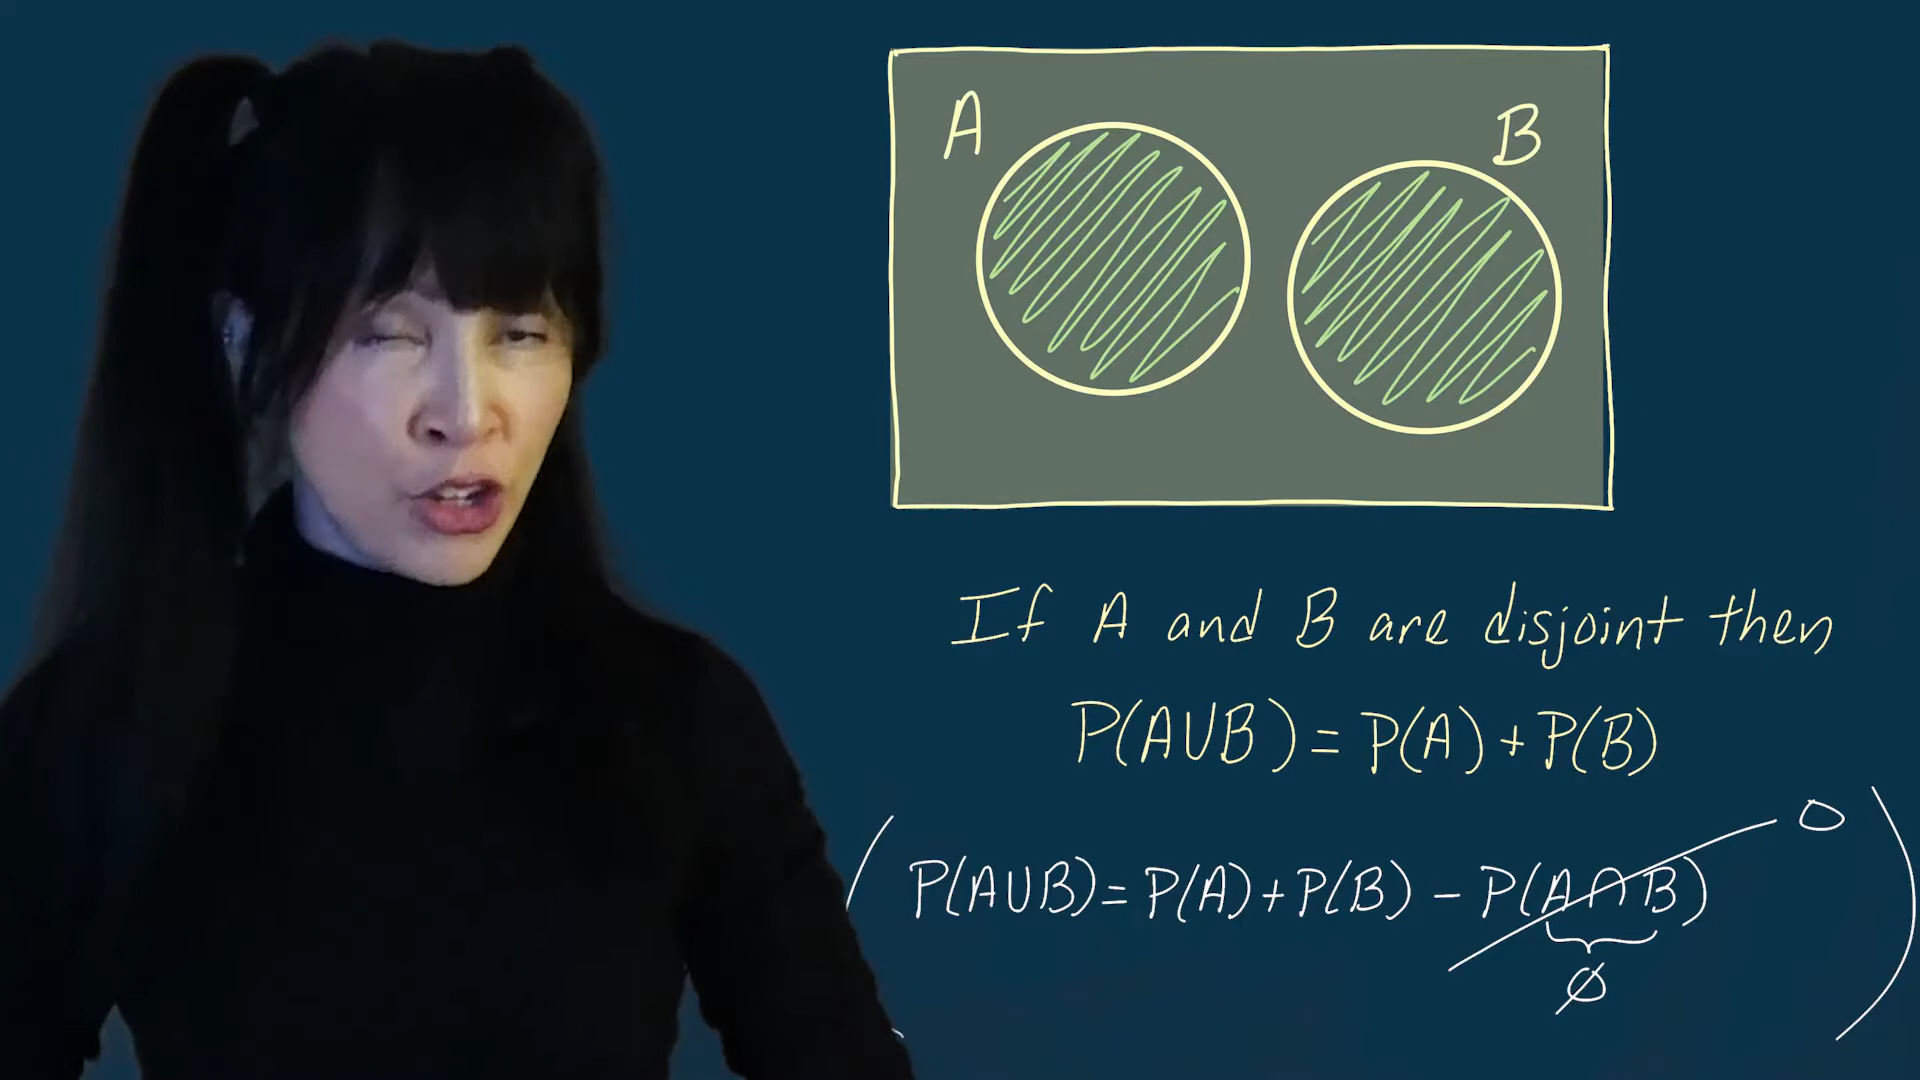 A
B
If A and B are disjoint then
P(A∪B) = P(A) + P(B)
0
(P(A∪B) = P(A) + P(B) − P(A∩B))
∅